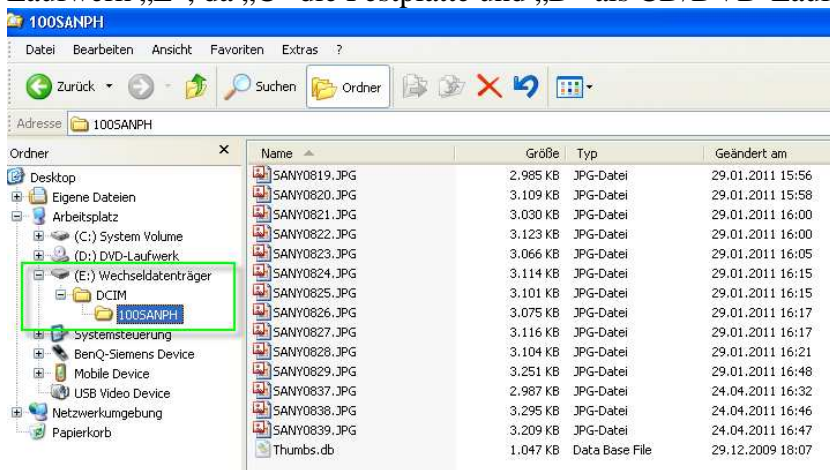 Laufwerk „E", da „C" die Festplatte und „D" als CD/DVD-Lauf
100SANPH
Datei Bearbeiten Ansicht Favoriten Extras ?
Zurück Suchen Ordner
Adresse 100SANPH
Ordner x Name Größe Typ Geändert am
Desktop
Eigene Dateien
Arbeitsplatz
(C:) System Volume
(D:) DVD-Laufwerk
(E:) Wechseldatenträger
DCIM
100SANPH
Systemsteuerung
BenQ-Siemens Device
Mobile Device
USB Video Device
Netzwerkumgebung
Papierkorb
SANY0819.JPG 2.985 KB JPG-Datei 29.01.2011 15:56
SANY0820.JPG 3.109 KB JPG-Datei 29.01.2011 15:58
SANY0821.JPG 3.030 KB JPG-Datei 29.01.2011 16:00
SANY0822.JPG 3.123 KB JPG-Datei 29.01.2011 16:00
SANY0823.JPG 3.066 KB JPG-Datei 29.01.2011 16:05
SANY0824.JPG 3.114 KB JPG-Datei 29.01.2011 16:15
SANY0825.JPG 3.101 KB JPG-Datei 29.01.2011 16:15
SANY0826.JPG 3.075 KB JPG-Datei 29.01.2011 16:17
SANY0827.JPG 3.116 KB JPG-Datei 29.01.2011 16:17
SANY0828.JPG 3.104 KB JPG-Datei 29.01.2011 16:21
SANY0829.JPG 3.251 KB JPG-Datei 29.01.2011 16:48
SANY0837.JPG 2.987 KB JPG-Datei 24.04.2011 16:32
SANY0838.JPG 3.295 KB JPG-Datei 24.04.2011 16:46
SANY0839.JPG 3.209 KB JPG-Datei 24.04.2011 16:47
Thumbs.db 1.047 KB Data Base File 29.12.2009 18:07